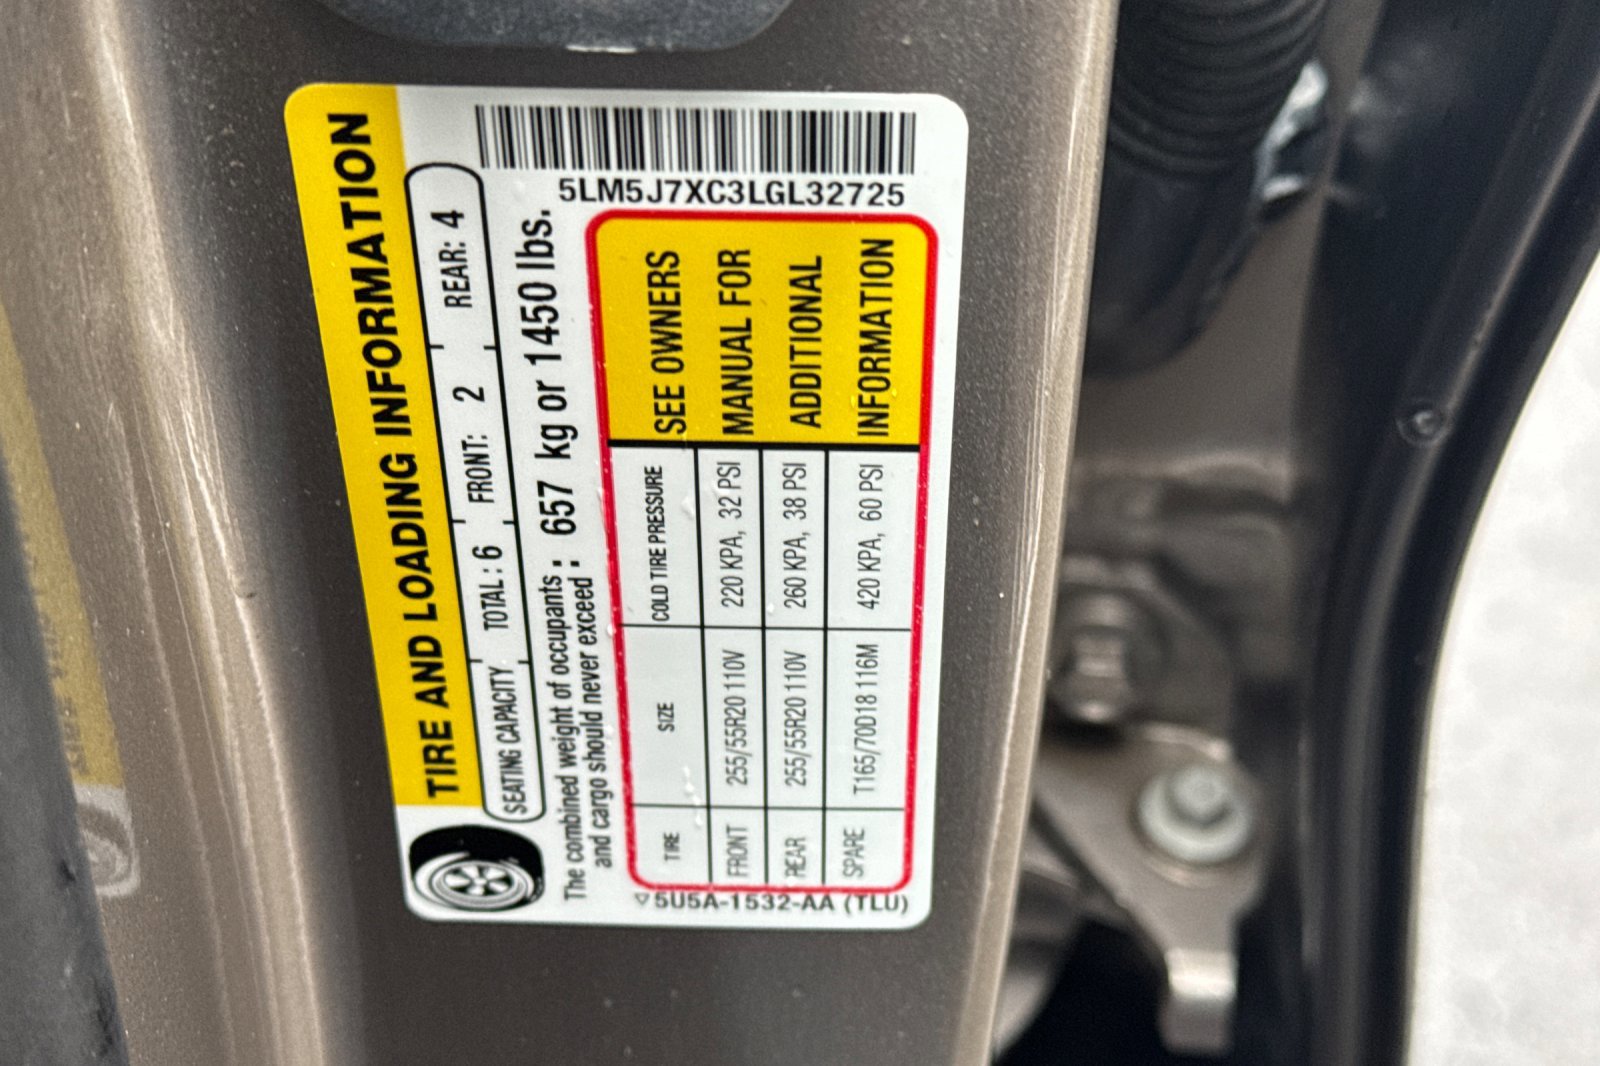 TIRE AND LOADING INFORMATION
SEATING CAPACITY TOTAL : 6 FRONT: 2 REAR: 4
The combined weight of occupants : 657 kg or 1450 lbs.
and cargo should never exceed :
5LM5J7XC3LGL32725
TIRE SIZE COLD TIRE PRESSURE
FRONT 255/55R20 110V 220 KPA, 32 PSI
REAR 255/55R20 110V 260 KPA, 38 PSI
SPARE T165/70D18 116M 420 KPA, 60 PSI
SEE OWNERS
MANUAL FOR
ADDITIONAL
INFORMATION
5U5A-1532-AA (TLU)